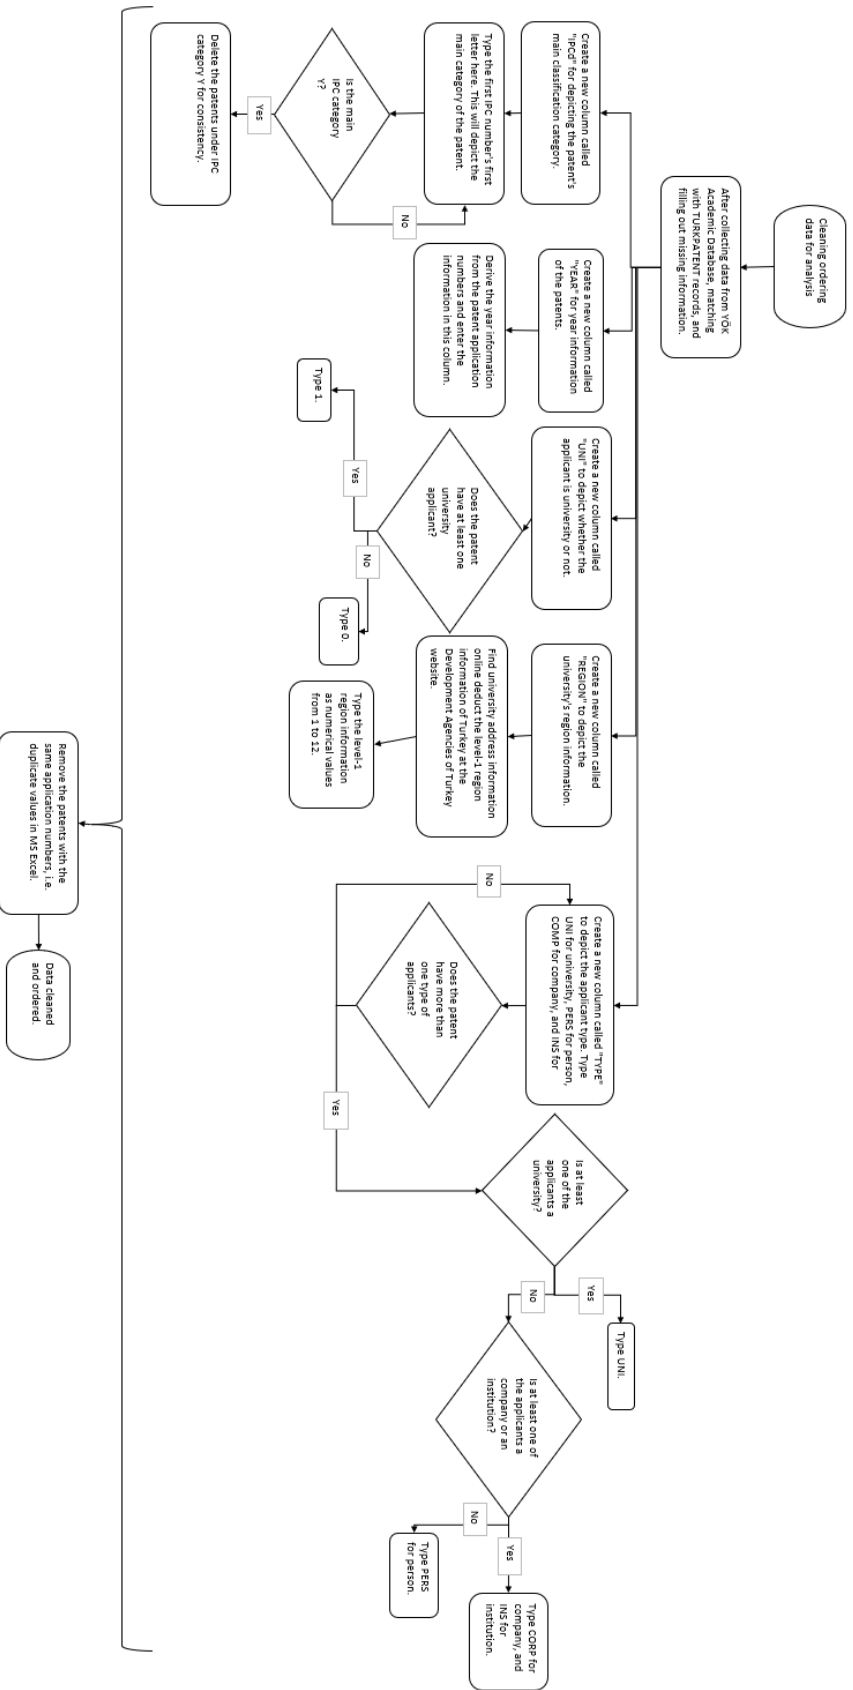 Cleaning ordering
data for analysis
After collecting data from YÖK
Academic Database, matching
with TURKPATENT records, and
filling out missing information.
Create a new column called
"IPCd" for depicting the patent's
main classification category.
Type the first IPC number's first
letter here. This will depict the
main category of the patent.
Is the main
IPC category
Y?
No
Yes
Delete the patents under IPC
category Y for consistency.
Create a new column called
"YEAR" for year information
of the patents.
Derive the year information
from the patent application
numbers and enter the
information in this column.
Create a new column called
"UNI" to depict whether the
applicant is university or not.
Does the patent
have at least one
university
applicant?
Yes
No
Type 1.
Type 0.
Create a new column called
"REGION" to depict the
university's region information.
Find university address information
online deduct the level-1 region
information of Turkey at the
Development Agencies of Turkey
website.
Type the level-1
region information
as numerical values
from 1 to 12.
Create a new column called "TYPE"
to depict the applicant type. Type
UNI for university, PERS for person,
COMP for company, and INS for
Does the patent
have more than
one type of
applicants?
No
Yes
Is at least
one of the
applicants a
university?
Yes
No
Type UNI.
Is at least one of
the applicants a
company or an
institution?
Yes
No
Type CORP for
company, and
INS for
institution.
Type PERS
for person.
Remove the patents with the
same application numbers, i.e.
duplicate values in MS Excel.
Data cleaned
and ordered.